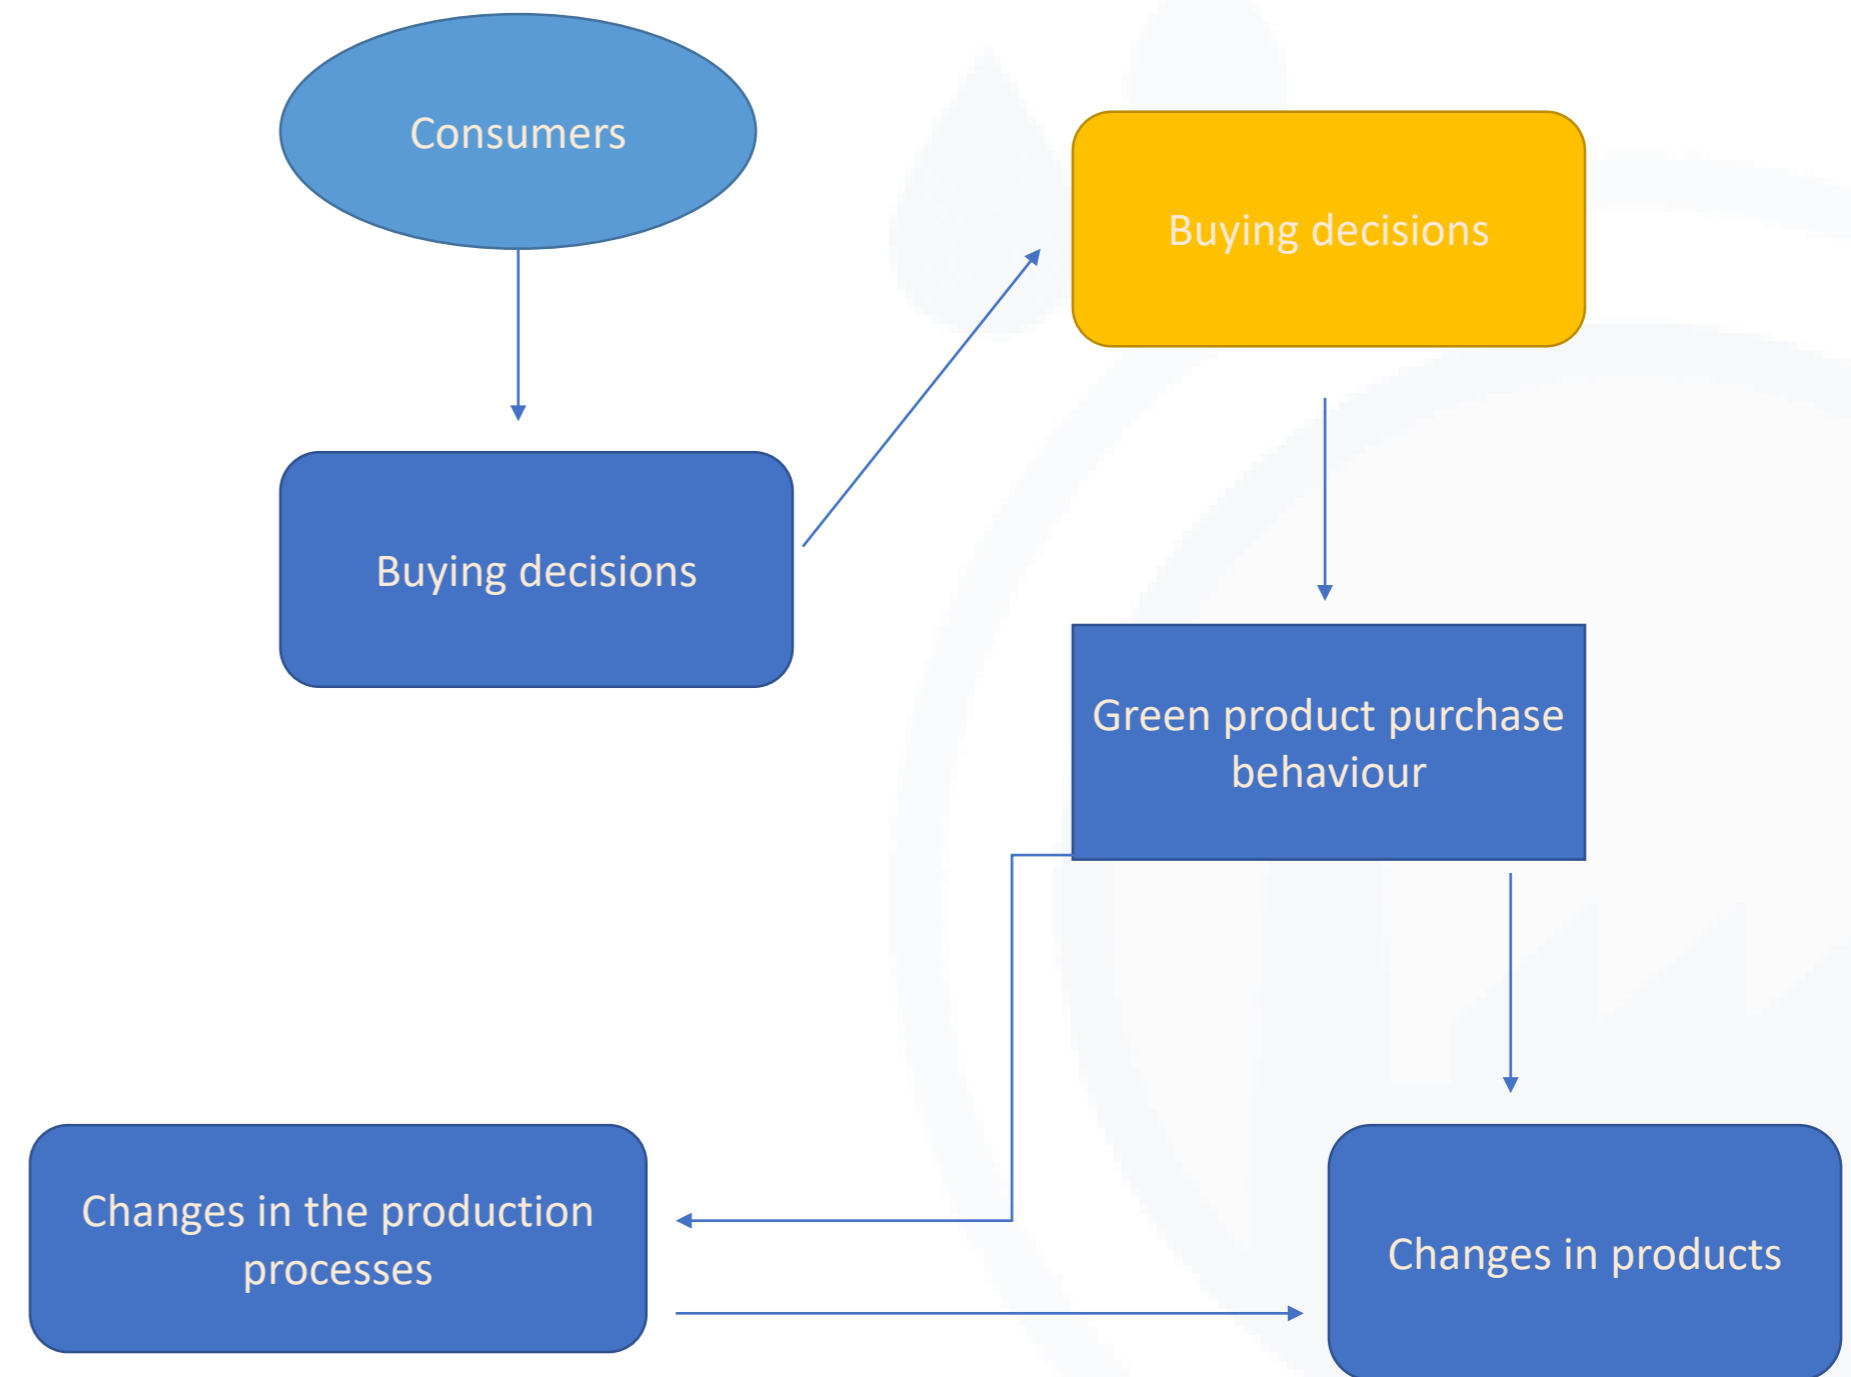 Consumers
Buying decisions
Buying decisions
Green product purchase
behaviour
Changes in the production
processes
Changes in products